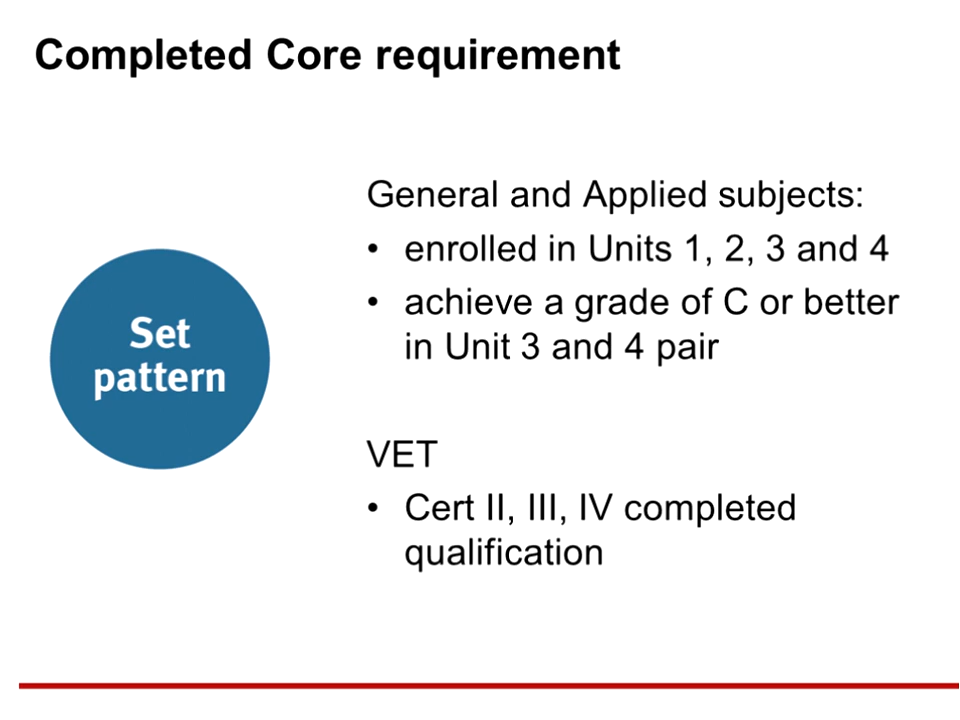 Completed Core requirement
General and Applied subjects:
• enrolled in Units 1, 2, 3 and 4
• achieve a grade of C or better
in Unit 3 and 4 pair
Set
pattern
VET
• Cert II, III, IV completed
qualification